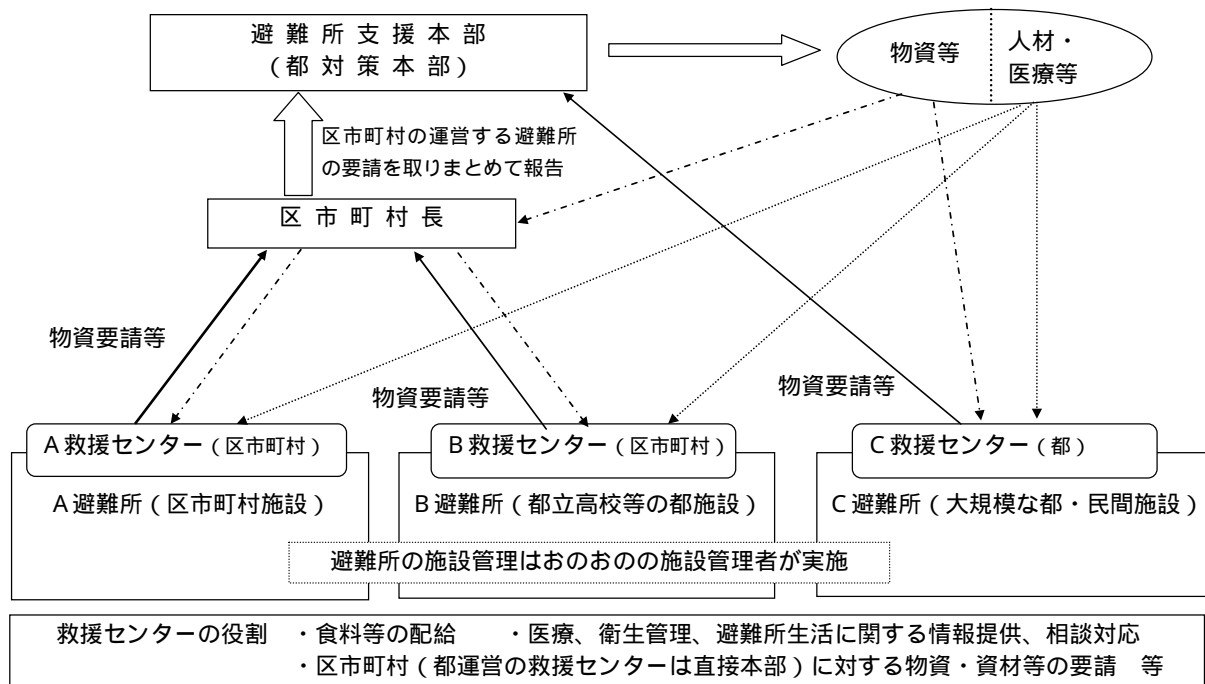 避難所支援本部
(都対策本部)
物資等
人材・
医療等
区市町村の運営する避難所
の要請を取りまとめて報告
区市町村長
物資要請等
物資要請等
物資要請等
A救援センター(区市町村)
B救援センター(区市町村)
C救援センター(都)
A避難所(区市町村施設)
B避難所(都立高校等の都施設)
C避難所(大規模な都・民間施設)
避難所の施設管理はおのおのの施設管理者が実施
救援センターの役割 ・食料等の配給 ・医療、衛生管理、避難所生活に関する情報提供、相談対応
・区市町村(都運営の救援センターは直接本部)に対する物資・資材等の要請 等